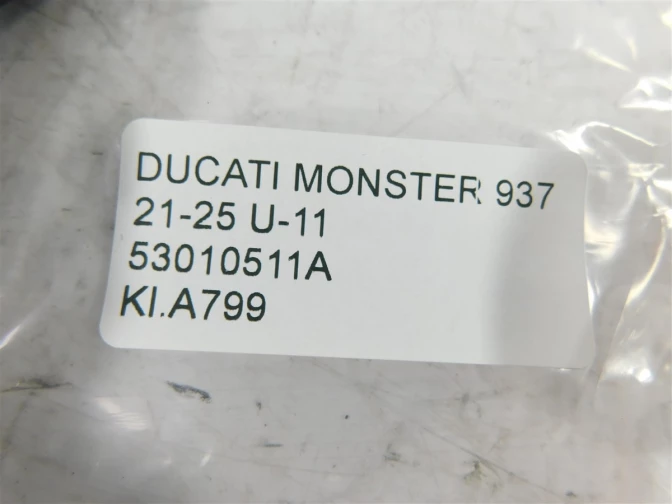 DUCATI MONSTER 937
21-25 U-11
53010511A
KI.A799